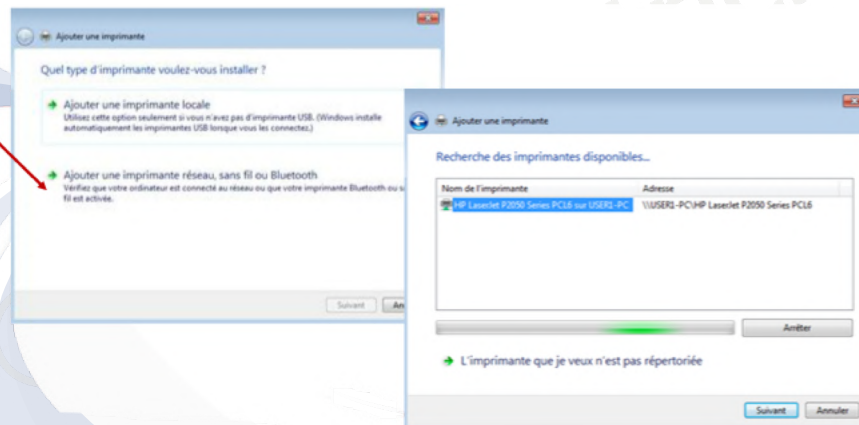 Ajouter une imprimante
Quel type d'imprimante voulez-vous installer ?
Ajouter une imprimante locale
Utilisez cette option seulement si vous n'avez pas d'imprimante USB. (Windows installe
automatiquement les imprimantes USB lorsque vous les connectez.)
Ajouter une imprimante réseau, sans fil ou Bluetooth
Vérifiez que votre ordinateur est connecté au réseau ou que votre imprimante Bluetooth ou
fil est activée.
Suivant
Ajouter une imprimante
Recherche des imprimantes disponibles...
Nom de l'imprimante Adresse
HP LaserJet P2050 Series PCL6 sur USER1-PC \\USER1-PC\HP LaserJet P2050 Series PCL6
Arrêter
L'imprimante que je veux n'est pas répertoriée
Suivant Annuler